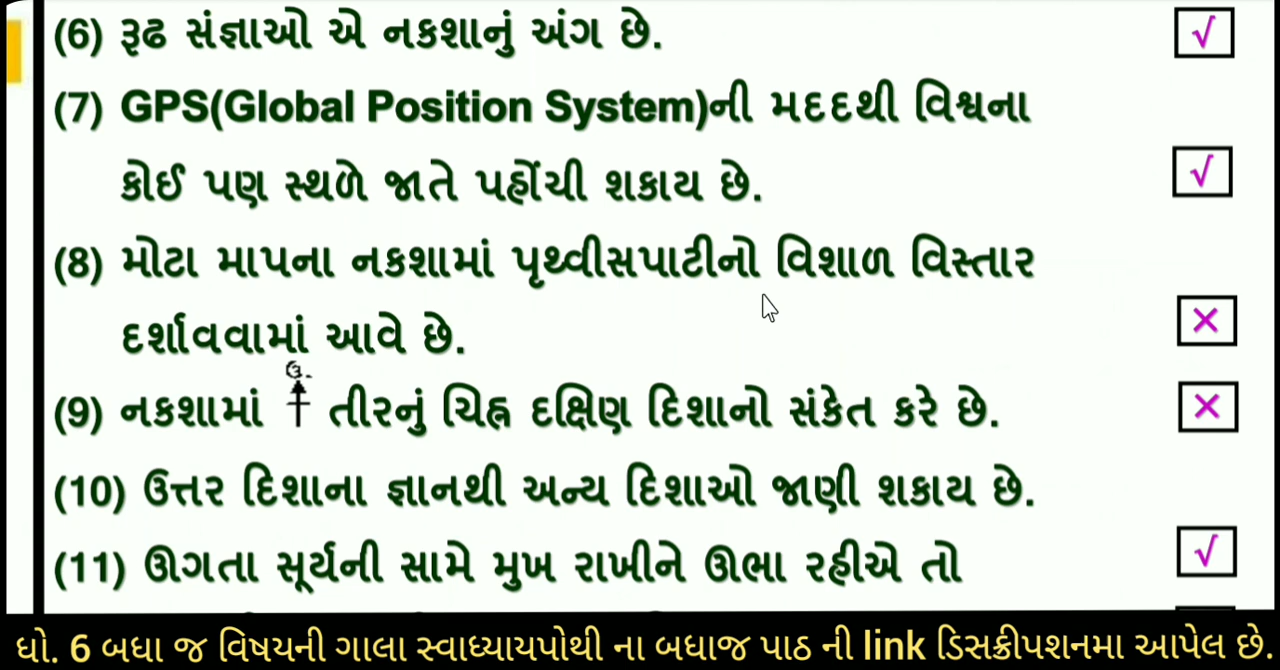 (6) રૂઢ સંજ્ઞાઓ એ નકશાનું અંગ છે. √
(7) GPS(Global Position System)ની મદદથી વિશ્વના
કોઈ પણ સ્થળે જાતે પહોંચી શકાય છે. √
(8) મોટા માપના નકશામાં પૃથ્વીસપાટીનો વિશાળ વિસ્તાર
દર્શાવવામાં આવે છે. ×
(9) નકશામાં ઉ. તીરનું ચિહ્ન દક્ષિણ દિશાનો સંકેત કરે છે. ×
(10) ઉત્તર દિશાના જ્ઞાનથી અન્ય દિશાઓ જાણી શકાય છે.
(11) ઊગતા સૂર્યની સામે મુખ રાખીને ઊભા રહીએ તો √
ધો. 6 બધા જ વિષયની ગાલા સ્વાધ્યાયપોથી ના બધાજ પાઠ ની link ડિસક્રીપશનમા આપેલ છે.